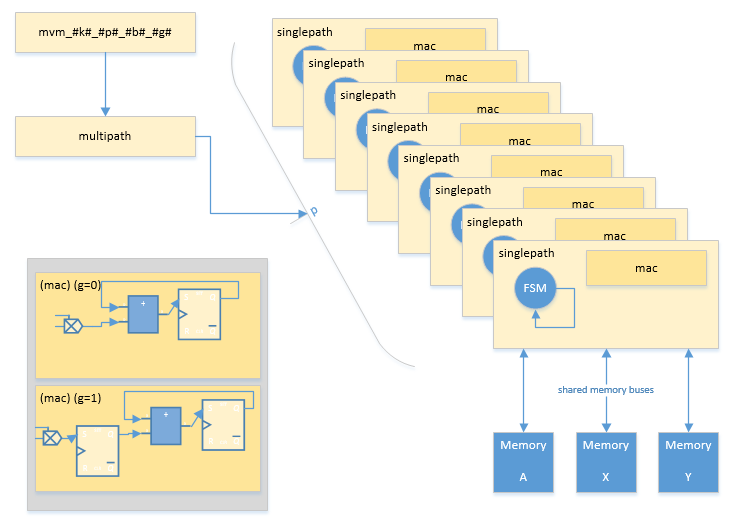 mvm_#k#_#p#_#b#_#g#
multipath
p
singlepath
mac
singlepath
mac
singlepath
mac
singlepath
mac
singlepath
mac
singlepath
mac
singlepath
mac
singlepath
mac
FSM
shared memory buses
Memory
A
Memory
X
Memory
Y
(mac) (g=0)
+
(mac) (g=1)
+